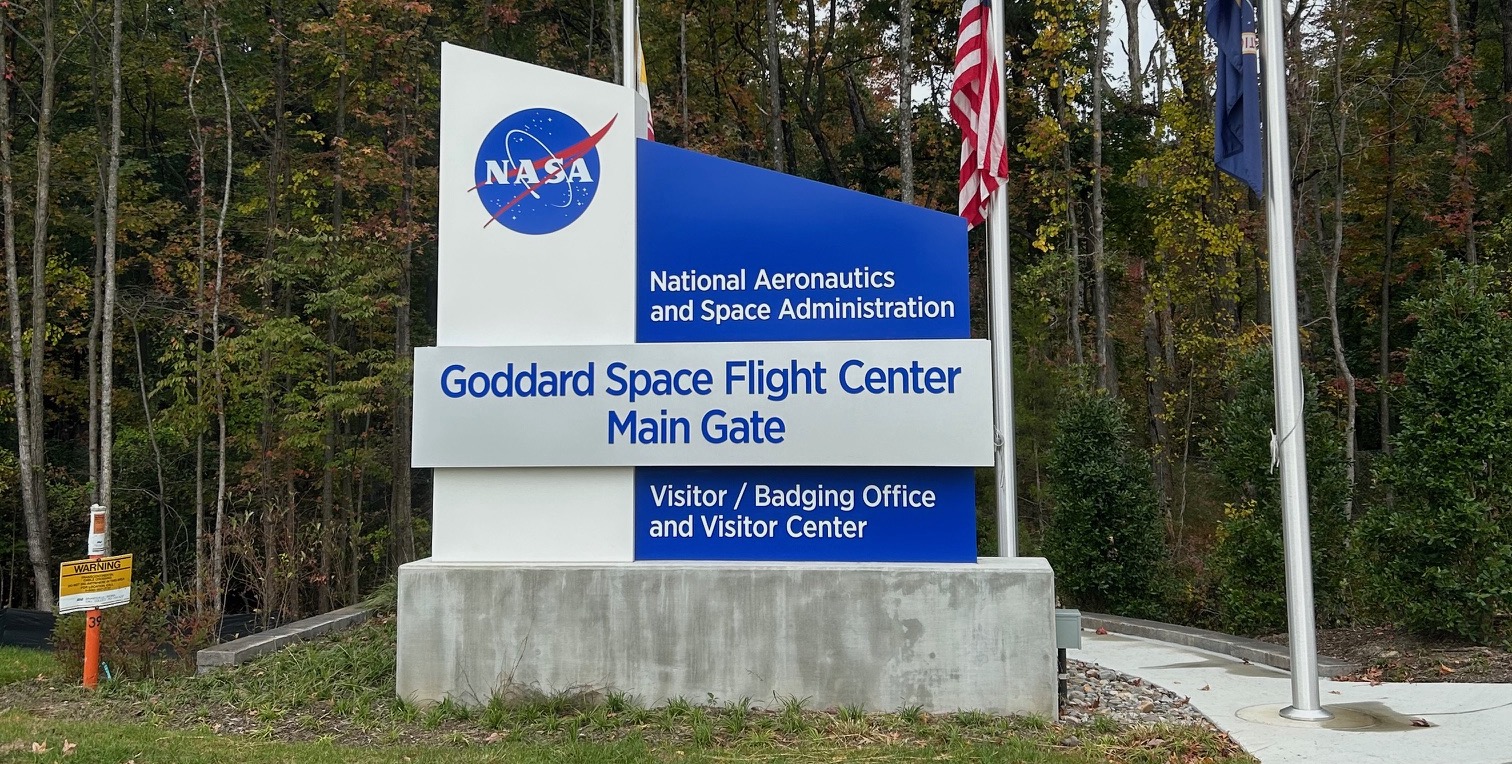 NASA
National Aeronautics
and Space Administration
Goddard Space Flight Center
Main Gate
Visitor / Badging Office
and Visitor Center
WARNING
39